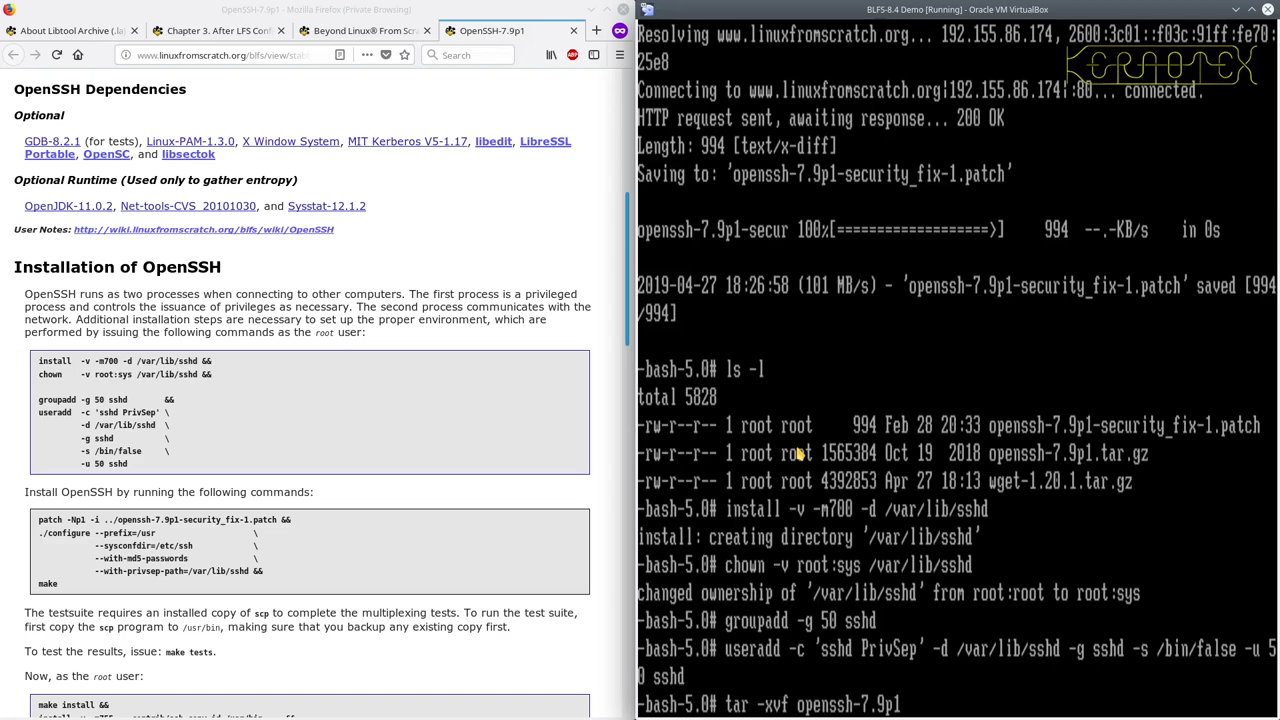 OpenSSH-7.9p1 - Mozilla Firefox (Private Browsing)
About Libtool Archive (.la
Chapter 3. After LFS Conf
Beyond Linux® From Scra
OpenSSH-7.9p1
www.linuxfromscratch.org/blfs/view/stab
Search
ABP
OpenSSH Dependencies
Optional
GDB-8.2.1 (for tests), Linux-PAM-1.3.0, X Window System, MIT Kerberos V5-1.17, libedit, LibreSSL
Portable, OpenSC, and libsectok
Optional Runtime (Used only to gather entropy)
OpenJDK-11.0.2, Net-tools-CVS_20101030, and Sysstat-12.1.2
User Notes: http://wiki.linuxfromscratch.org/blfs/wiki/OpenSSH
Installation of OpenSSH
OpenSSH runs as two processes when connecting to other computers. The first process is a privileged
process and controls the issuance of privileges as necessary. The second process communicates with the
network. Additional installation steps are necessary to set up the proper environment, which are
performed by issuing the following commands as the root user:
install -v -m700 -d /var/lib/sshd &&
chown -v root:sys /var/lib/sshd &&
groupadd -g 50 sshd &&
useradd -c 'sshd PrivSep' \
-d /var/lib/sshd \
-g sshd \
-s /bin/false \
-u 50 sshd
Install OpenSSH by running the following commands:
patch -Np1 -i ../openssh-7.9p1-security_fix-1.patch &&
./configure --prefix=/usr \
--sysconfdir=/etc/ssh \
--with-md5-passwords \
--with-privsep-path=/var/lib/sshd &&
make
The testsuite requires an installed copy of scp to complete the multiplexing tests. To run the test suite,
first copy the scp program to /usr/bin, making sure that you backup any existing copy first.
To test the results, issue: make tests.
Now, as the root user:
make install &&
BLFS-8.4 Demo [Running] - Oracle VM VirtualBox
KERAOTEX
Resolving www.linuxfromscratch.org... 192.155.86.174, 2600:3c01::f03c:91ff:fe70:
25e8
Connecting to www.linuxfromscratch.org|192.155.86.174|:80... connected.
HTTP request sent, awaiting response... 200 OK
Length: 994 [text/x-diff]
Saving to: 'openssh-7.9p1-security_fix-1.patch'
openssh-7.9p1-secur 100%[===================>] 994 --.-KB/s in 0s
2019-04-27 18:26:58 (101 MB/s) - 'openssh-7.9p1-security_fix-1.patch' saved [994
/994]
-bash-5.0# ls -l
total 5828
-rw-r--r-- 1 root root 994 Feb 28 20:33 openssh-7.9p1-security_fix-1.patch
-rw-r--r-- 1 root root 1565384 Oct 19 2018 openssh-7.9p1.tar.gz
-rw-r--r-- 1 root root 4392853 Apr 27 18:13 wget-1.20.1.tar.gz
-bash-5.0# install -v -m700 -d /var/lib/sshd
install: creating directory '/var/lib/sshd'
-bash-5.0# chown -v root:sys /var/lib/sshd
changed ownership of '/var/lib/sshd' from root:root to root:sys
-bash-5.0# groupadd -g 50 sshd
-bash-5.0# useradd -c 'sshd PrivSep' -d /var/lib/sshd -g sshd -s /bin/false -u 5
0 sshd
-bash-5.0# tar -xvf openssh-7.9p1